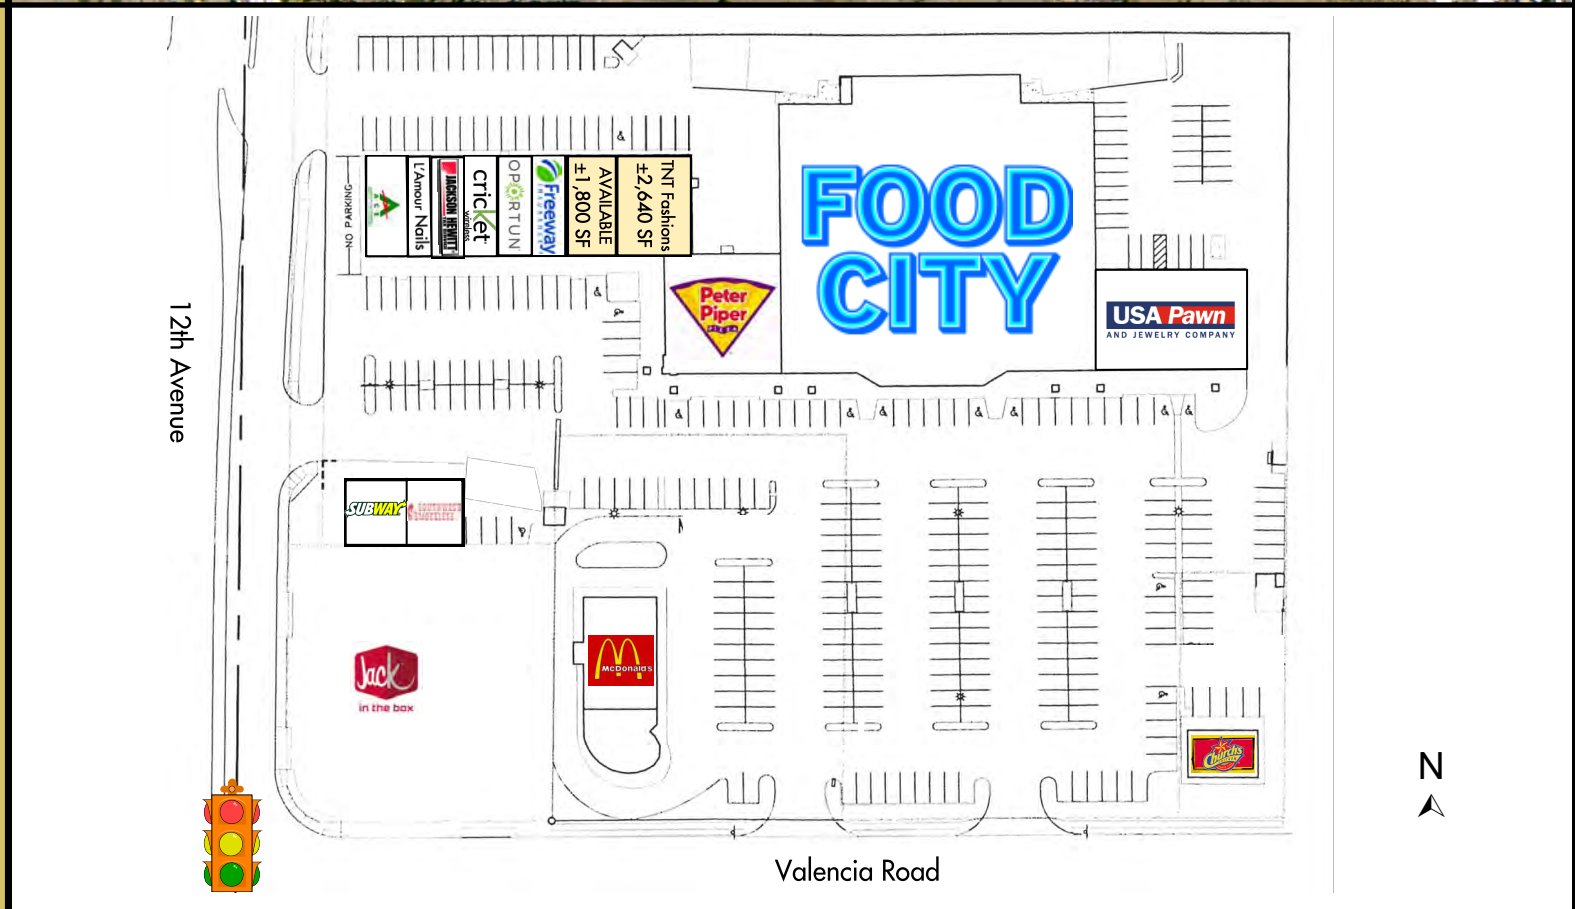 NO PARKING
ACE
L'Amour Nails
JACKSON HEWITT
cricket
wireless
OPORTUN
Freeway
INSURANCE
AVAILABLE
±1,800 SF
TNT Fashions
±2,640 SF
FOOD
CITY
Peter
Piper
PIZZA
USA Pawn
AND JEWELRY COMPANY
12th Avenue
SUBWAY
Jack
in the box
McDonald's
Church's
N
Valencia Road